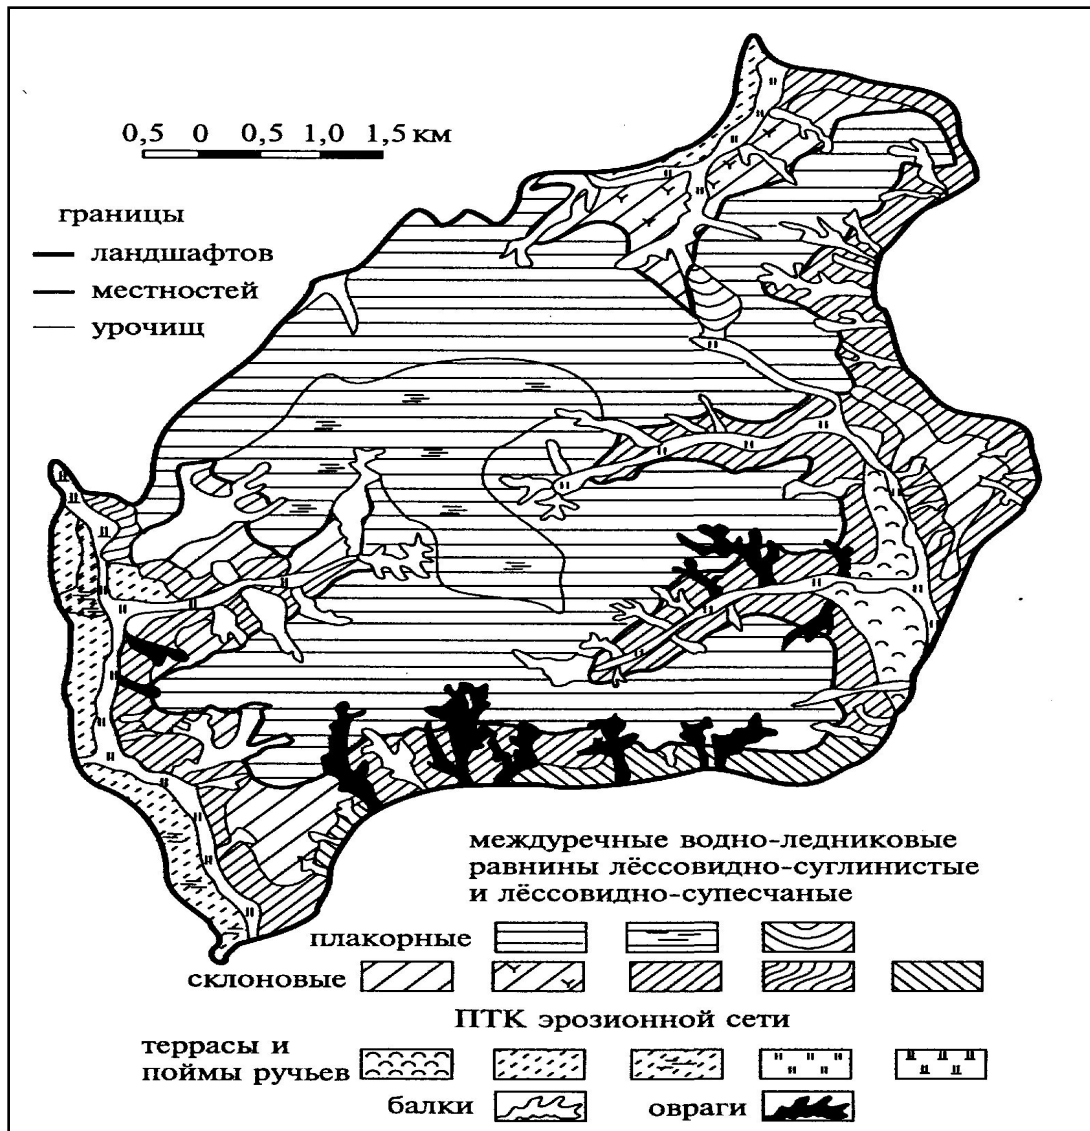 0,5 0 0,5 1,0 1,5 км
границы
ландшафтов
местностей
урочищ
междуречные водно-ледниковые
равнины лёссовидно-суглинистые
и лёссовидно-супесчаные
плакорные
склоновые
ПТК эрозионной сети
террасы и
поймы ручьев
балки овраги